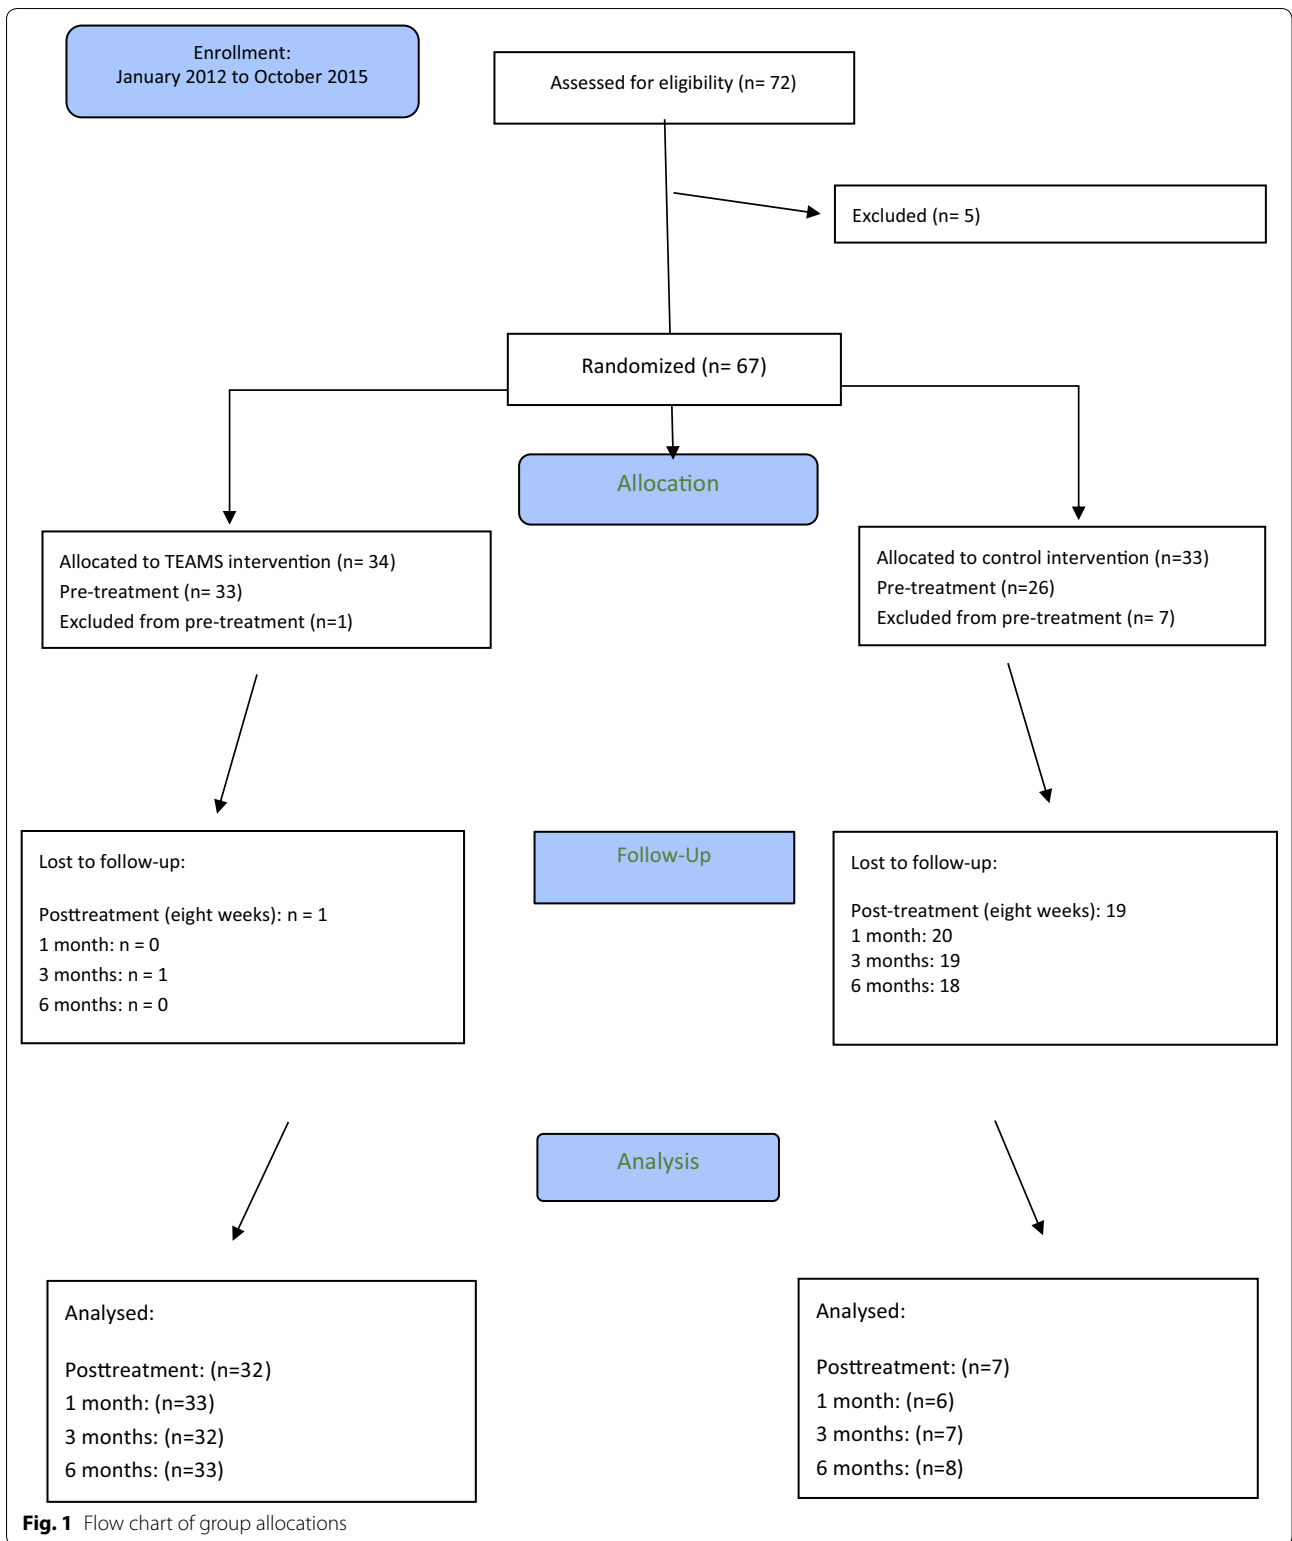 Enrollment:
January 2012 to October 2015
Assessed for eligibility (n= 72)
Excluded (n= 5)
Randomized (n= 67)
Allocation
Allocated to TEAMS intervention (n= 34)
Pre-treatment (n= 33)
Excluded from pre-treatment (n=1)
Allocated to control intervention (n=33)
Pre-treatment (n=26)
Excluded from pre-treatment (n= 7)
Lost to follow-up:
Posttreatment (eight weeks): n = 1
1 month: n = 0
3 months: n = 1
6 months: n = 0
Follow-Up
Lost to follow-up:
Post-treatment (eight weeks): 19
1 month: 20
3 months: 19
6 months: 18
Analysis
Analysed:
Posttreatment: (n=32)
1 month: (n=33)
3 months: (n=32)
6 months: (n=33)
Analysed:
Posttreatment: (n=7)
1 month: (n=6)
3 months: (n=7)
6 months: (n=8)
Fig. 1 Flow chart of group allocations